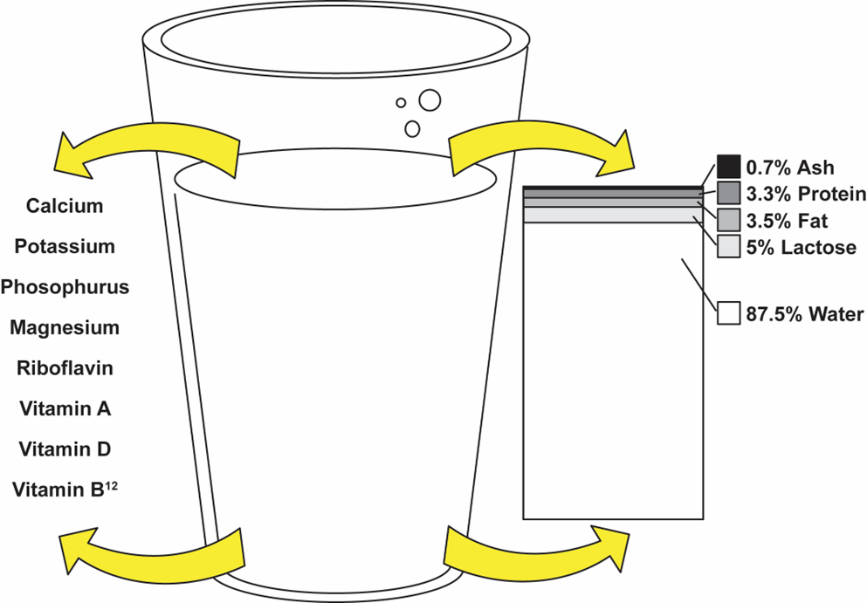 Calcium
Potassium
Phosophurus
Magnesium
Riboflavin
Vitamin A
Vitamin D
Vitamin B¹²
0.7% Ash
3.3% Protein
3.5% Fat
5% Lactose
87.5% Water